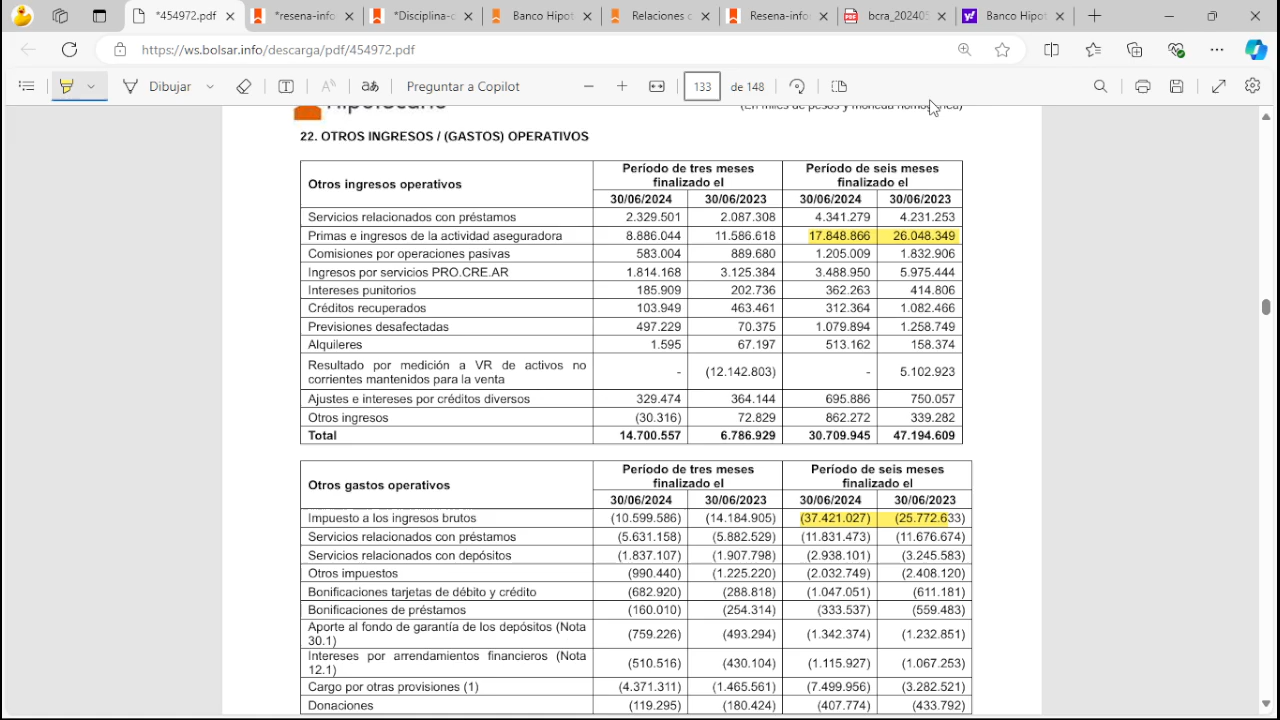 *454972.pdf
*resena-info
*Disciplina-c
Banco Hipot
Relaciones c
Resena-info
bcra_202405
Banco Hipot
https://ws.bolsar.info/descarga/pdf/454972.pdf
Dibujar
Preguntar a Copilot
133 de 148
Hipotecario
(En miles de pesos y moneda homogénea)
22. OTROS INGRESOS / (GASTOS) OPERATIVOS
Otros ingresos operativos
Período de tres meses finalizado el
Período de seis meses finalizado el
30/06/2024 30/06/2023 30/06/2024 30/06/2023
Servicios relacionados con préstamos 2.329.501 2.087.308 4.341.279 4.231.253
Primas e ingresos de la actividad aseguradora 8.886.044 11.586.618 17.848.866 26.048.349
Comisiones por operaciones pasivas 583.004 889.680 1.205.009 1.832.906
Ingresos por servicios PRO.CRE.AR 1.814.168 3.125.384 3.488.950 5.975.444
Intereses punitorios 185.909 202.736 362.263 414.806
Créditos recuperados 103.949 463.461 312.364 1.082.466
Previsiones desafectadas 497.229 70.375 1.079.894 1.258.749
Alquileres 1.595 67.197 513.162 158.374
Resultado por medición a VR de activos no
corrientes mantenidos para la venta - (12.142.803) - 5.102.923
Ajustes e intereses por créditos diversos 329.474 364.144 695.886 750.057
Otros ingresos (30.316) 72.829 862.272 339.282
Total 14.700.557 6.786.929 30.709.945 47.194.609
Otros gastos operativos
Período de tres meses finalizado el
Período de seis meses finalizado el
30/06/2024 30/06/2023 30/06/2024 30/06/2023
Impuesto a los ingresos brutos (10.599.586) (14.184.905) (37.421.027) (25.772.633)
Servicios relacionados con préstamos (5.631.158) (5.882.529) (11.831.473) (11.676.674)
Servicios relacionados con depósitos (1.837.107) (1.907.798) (2.938.101) (3.245.583)
Otros impuestos (990.440) (1.225.220) (2.032.749) (2.408.120)
Bonificaciones tarjetas de débito y crédito (682.920) (288.818) (1.047.051) (611.181)
Bonificaciones de préstamos (160.010) (254.314) (333.537) (559.483)
Aporte al fondo de garantía de los depósitos (Nota
30.1) (759.226) (493.294) (1.342.374) (1.232.851)
Intereses por arrendamientos financieros (Nota
12.1) (510.516) (430.104) (1.115.927) (1.067.253)
Cargo por otras provisiones (1) (4.371.311) (1.465.561) (7.499.956) (3.282.521)
Donaciones (119.295) (180.424) (407.774) (433.792)